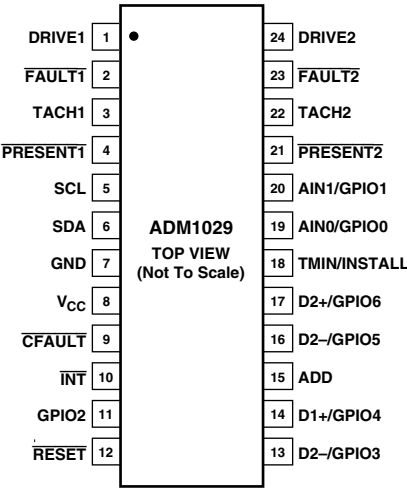 DRIVE1 1 24 DRIVE2
FAULT1 2 23 FAULT2
TACH1 3 22 TACH2
PRESENT1 4 21 PRESENT2
SCL 5 20 AIN1/GPIO1
SDA 6 ADM1029 19 AIN0/GPIO0
TOP VIEW
GND 7 (Not To Scale) 18 TMIN/INSTALL
VCC 8 17 D2+/GPIO6
CFAULT 9 16 D2–/GPIO5
INT 10 15 ADD
GPIO2 11 14 D1+/GPIO4
RESET 12 13 D2–/GPIO3